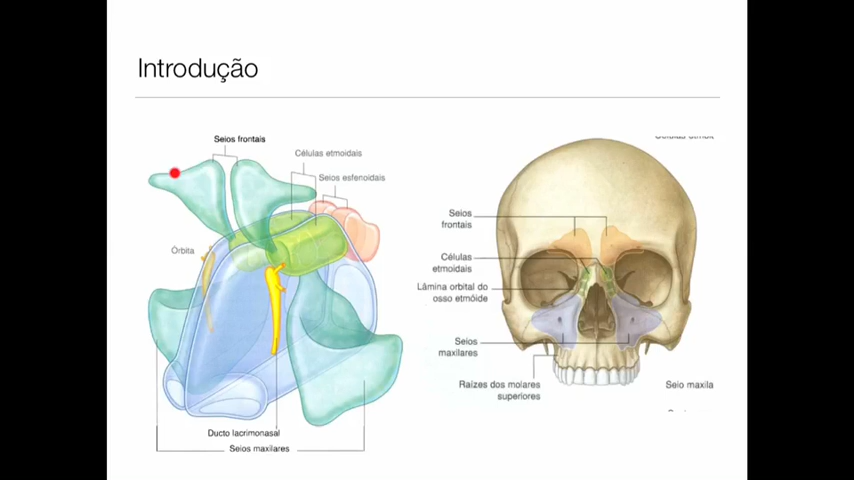 Introdução
Seios frontais
Células etmoidais
Seios esfenoidais
Órbita
Ducto lacrimonasal
Seios maxilares
Seios
frontais
Células
etmoidais
Lâmina orbital do
osso etmóide
Seios
maxilares
Raízes dos molares
superiores
Seio maxila